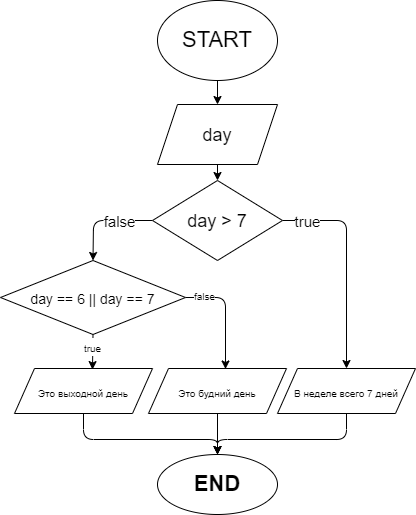 START
day
day > 7
false
true
day == 6 || day == 7
false
true
Это выходной день
Это будний день
В неделе всего 7 дней
END